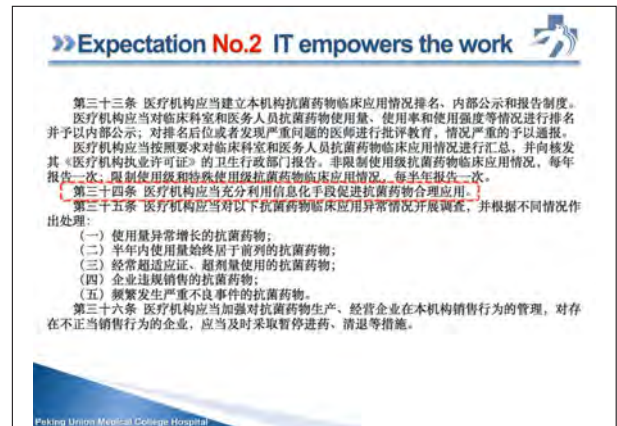 »Expectation No.2 IT empowers the work
第三十三条 医疗机构应当建立本机构抗菌药物临床应用情况排名、内部公示和报告制度。
医疗机构应当对临床科室和医务人员抗菌药物使用量、使用率和使用强度等情况进行排名
并予以内部公示；对排名后位或者发现严重问题的医师进行批评教育，情况严重的予以通报。
医疗机构应当按照要求对临床科室和医务人员抗菌药物临床应用情况进行汇总，并向核发
其《医疗机构执业许可证》的卫生行政部门报告。非限制使用级抗菌药物临床应用情况，每年
报告一次；限制使用级和特殊使用级抗菌药物临床应用情况，每半年报告一次。
第三十四条 医疗机构应当充分利用信息化手段促进抗菌药物合理应用。
第三十五条 医疗机构应当对以下抗菌药物临床应用异常情况开展调查，并根据不同情况作
出处理：
（一）使用量异常增长的抗菌药物；
（二）半年内使用量始终居于前列的抗菌药物；
（三）经常超适应证、超剂量使用的抗菌药物；
（四）企业违规销售的抗菌药物；
（五）频繁发生严重不良事件的抗菌药物。
第三十六条 医疗机构应当加强对抗菌药物生产、经营企业在本机构销售行为的管理，对存
在不正当销售行为的企业，应当及时采取暂停进药、清退等措施。
Peking Union Medical College Hospital